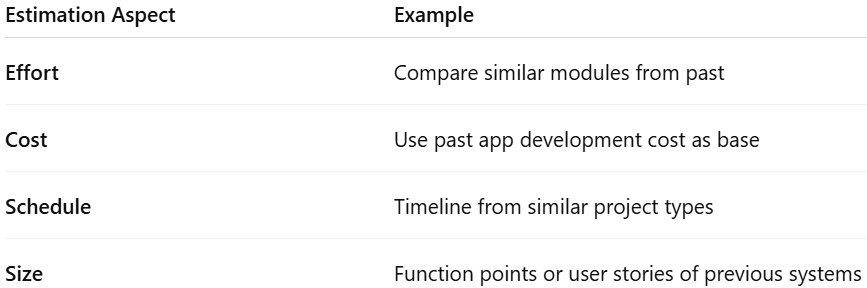 Estimation Aspect Example
Effort Compare similar modules from past
Cost Use past app development cost as base
Schedule Timeline from similar project types
Size Function points or user stories of previous systems